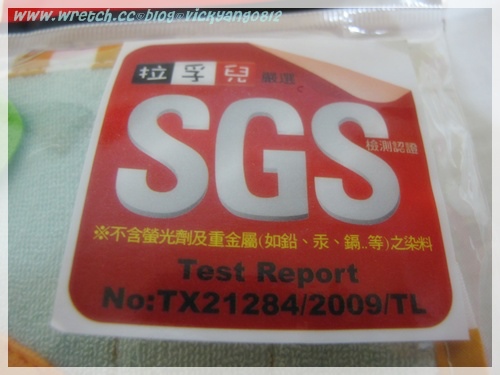 www.wretch.cc@blog@vickyang0812
拉孚兒 嚴選
SGS
檢測認證
※不含螢光劑及重金屬(如鉛、汞、鎘..等)之染料
Test Report
No:TX21284/2009/TL